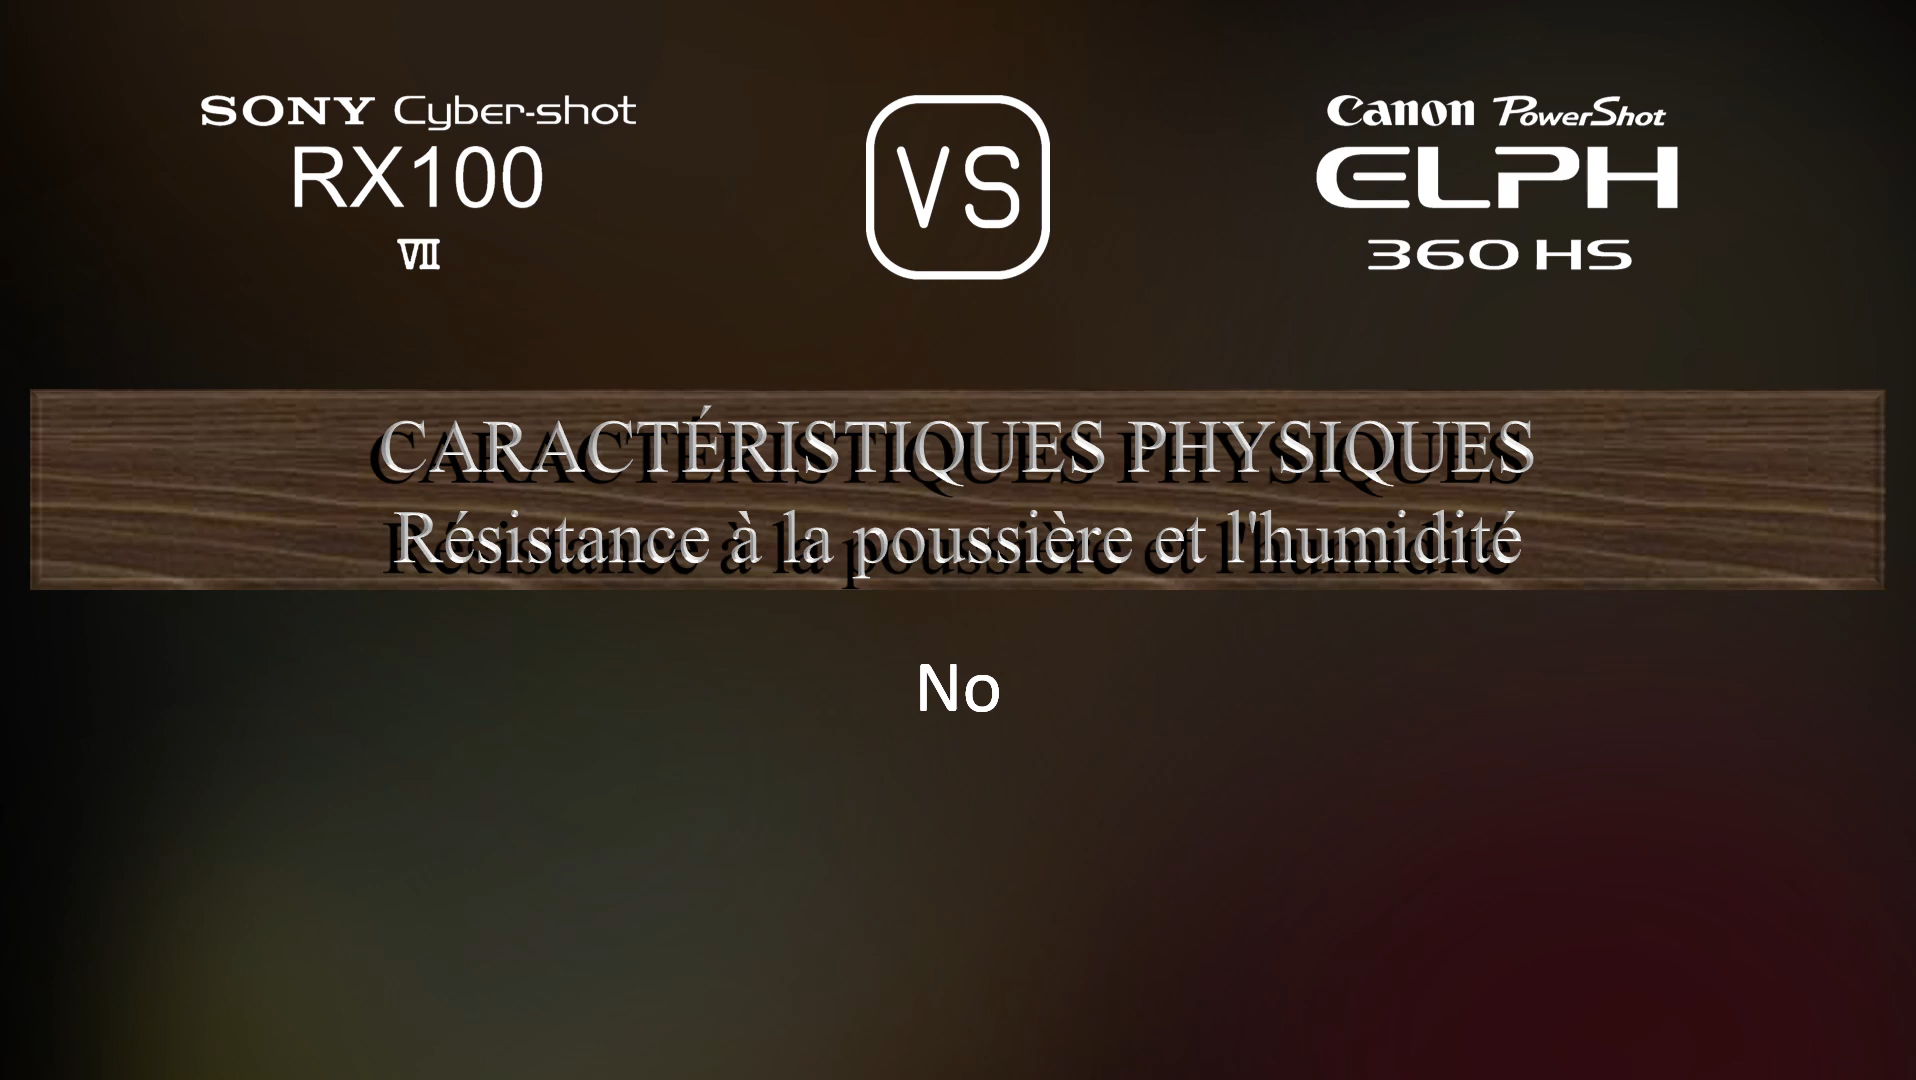 SONY Cyber-shot
RX100
VII
VS
Canon PowerShot
ELPH
360 HS
CARACTÉRISTIQUES PHYSIQUES
Résistance à la poussière et l'humidité
No